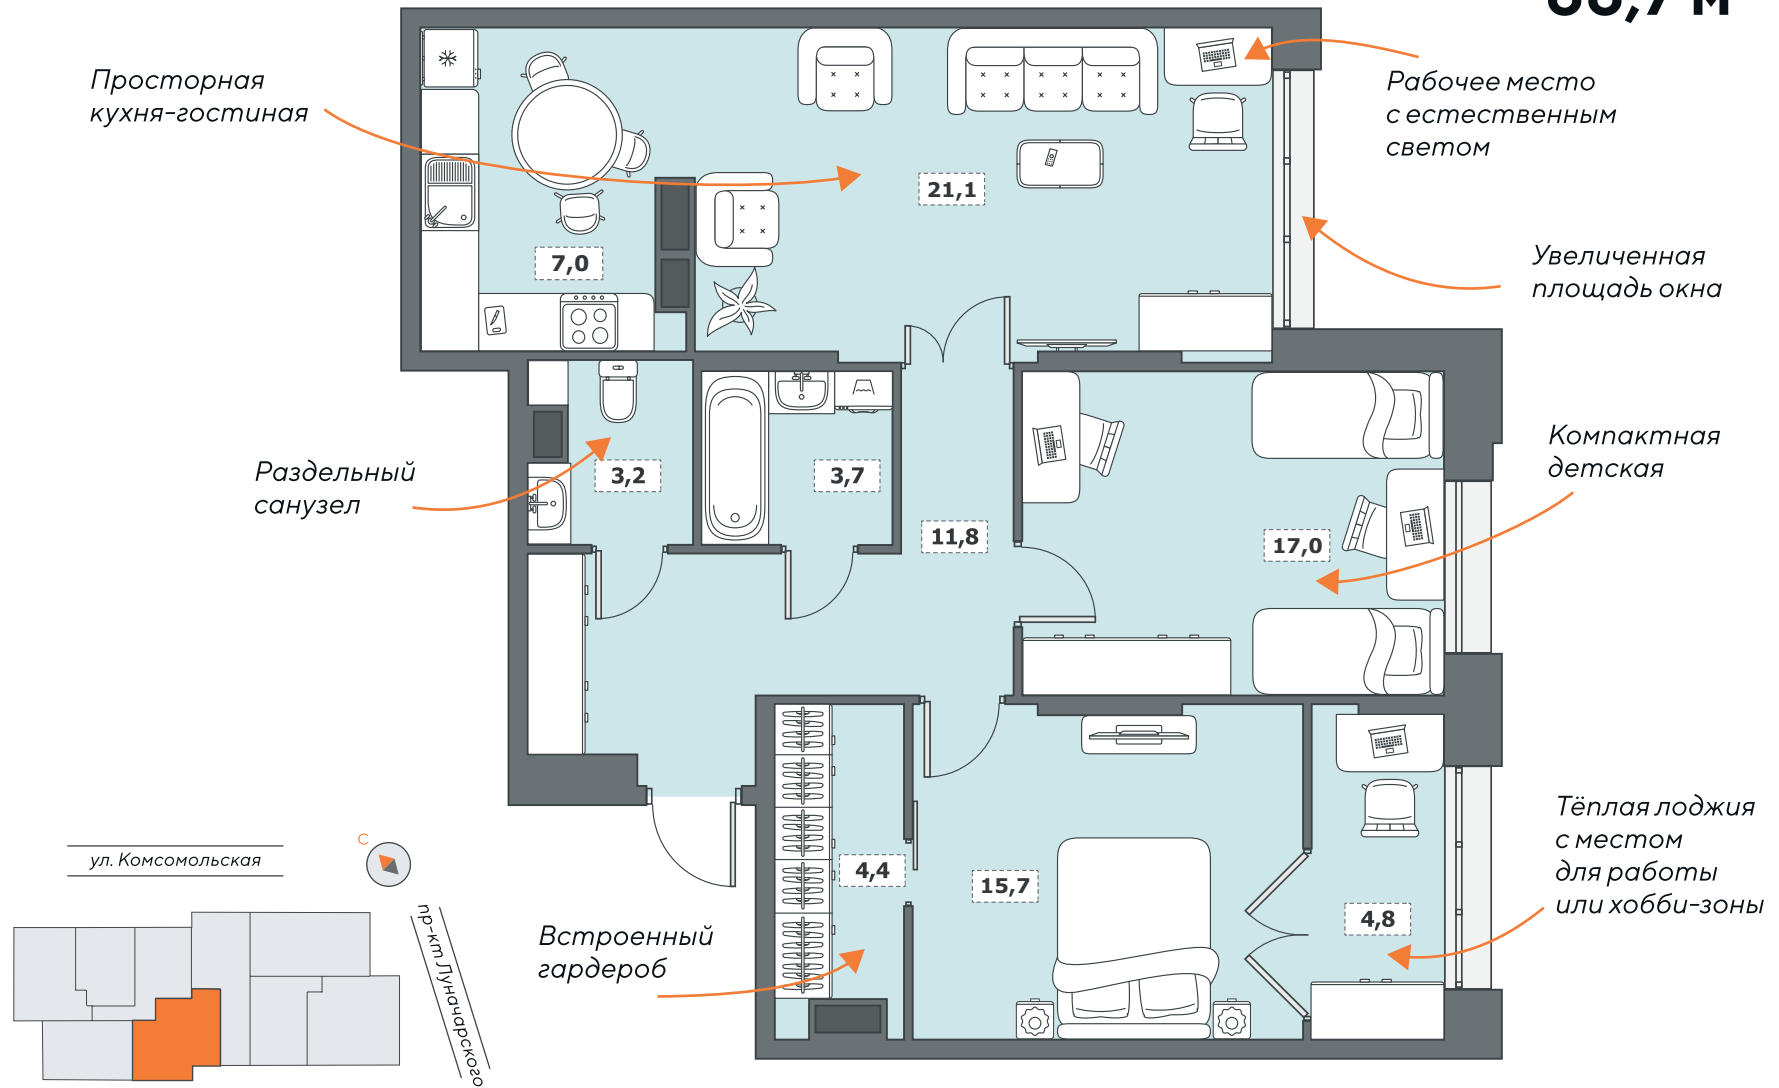 Просторная
кухня-гостиная
Рабочее место
с естественным
светом
21,1
7,0
Увеличенная
площадь окна
Раздельный
санузел
3,2
3,7
11,8
17,0
Компактная
детская
Встроенный
гардероб
4,4
15,7
4,8
Тёплая лоджия
с местом
для работы
или хобби-зоны
ул. Комсомольская
С
пр-кт Луначарского